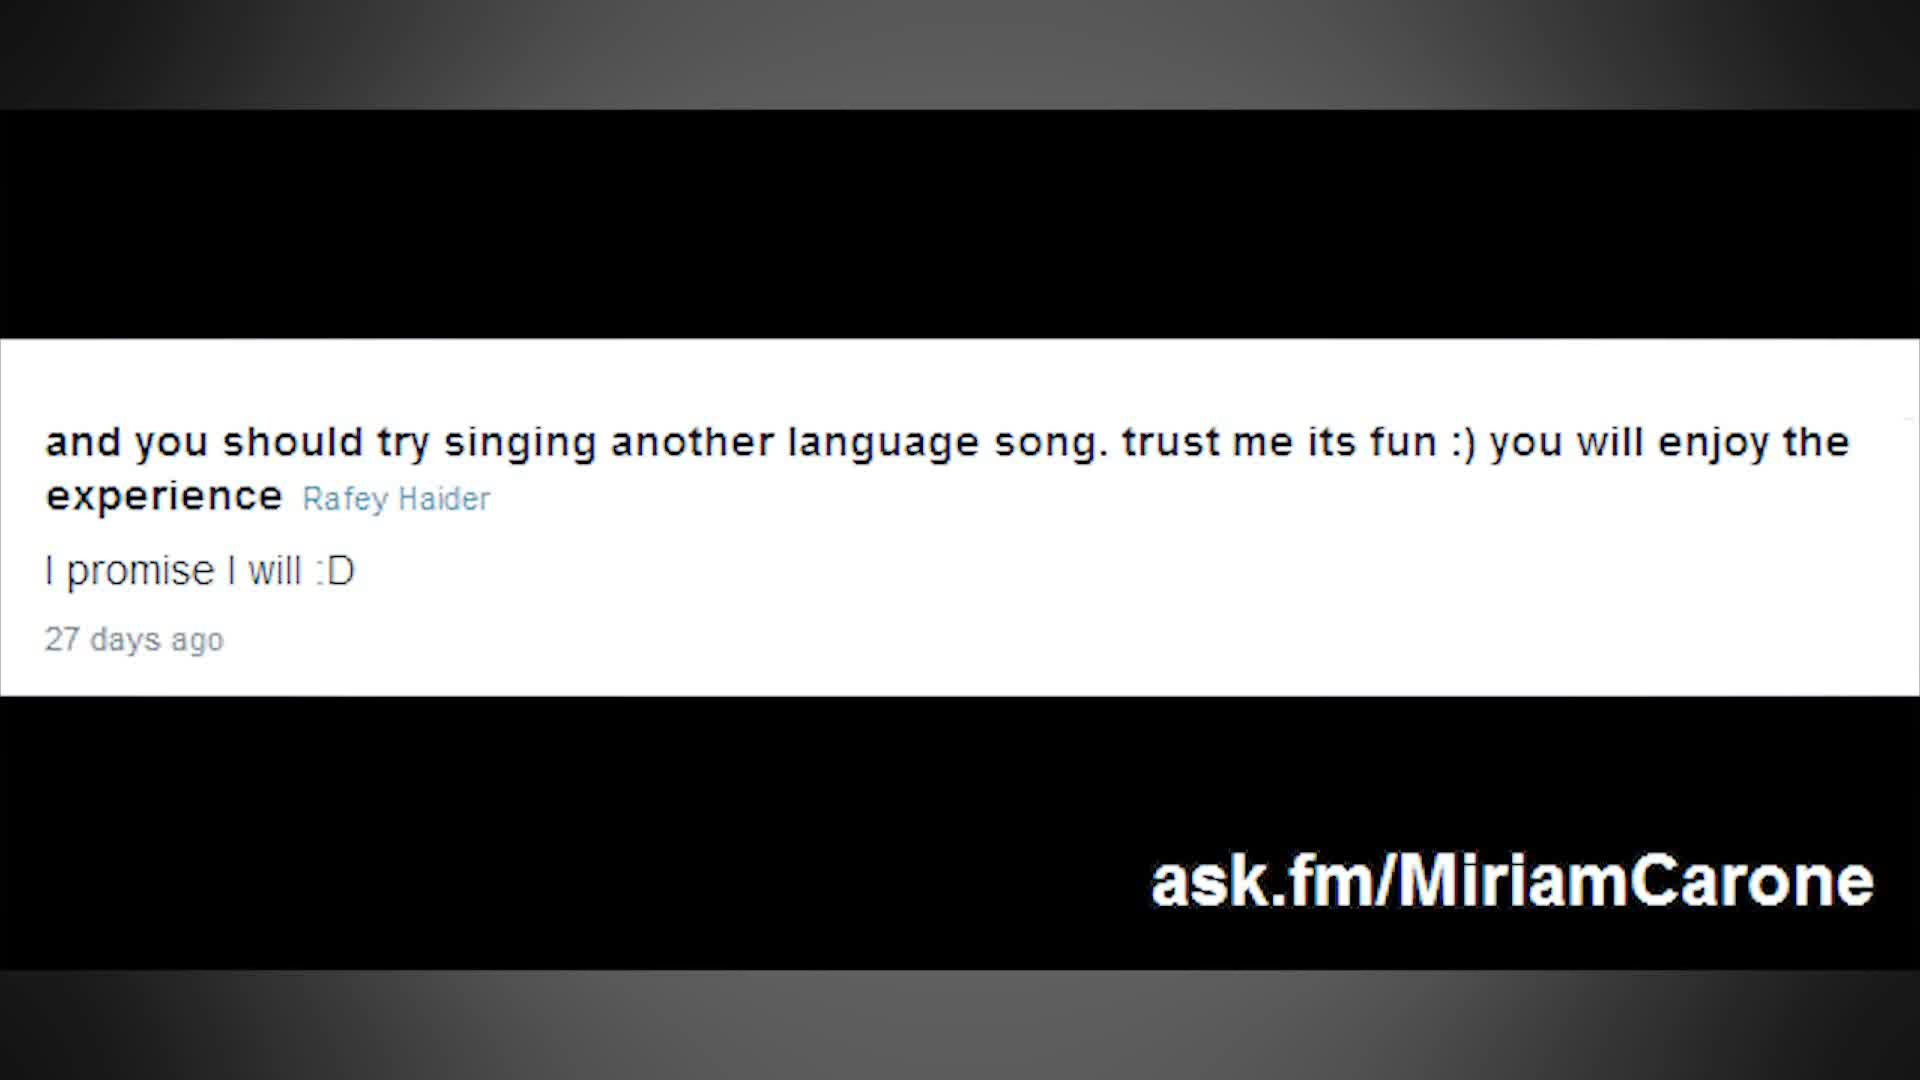 and you should try singing another language song. trust me its fun :) you will enjoy the
experience Rafey Haider
I promise I will :D
27 days ago
ask.fm/MiriamCarone